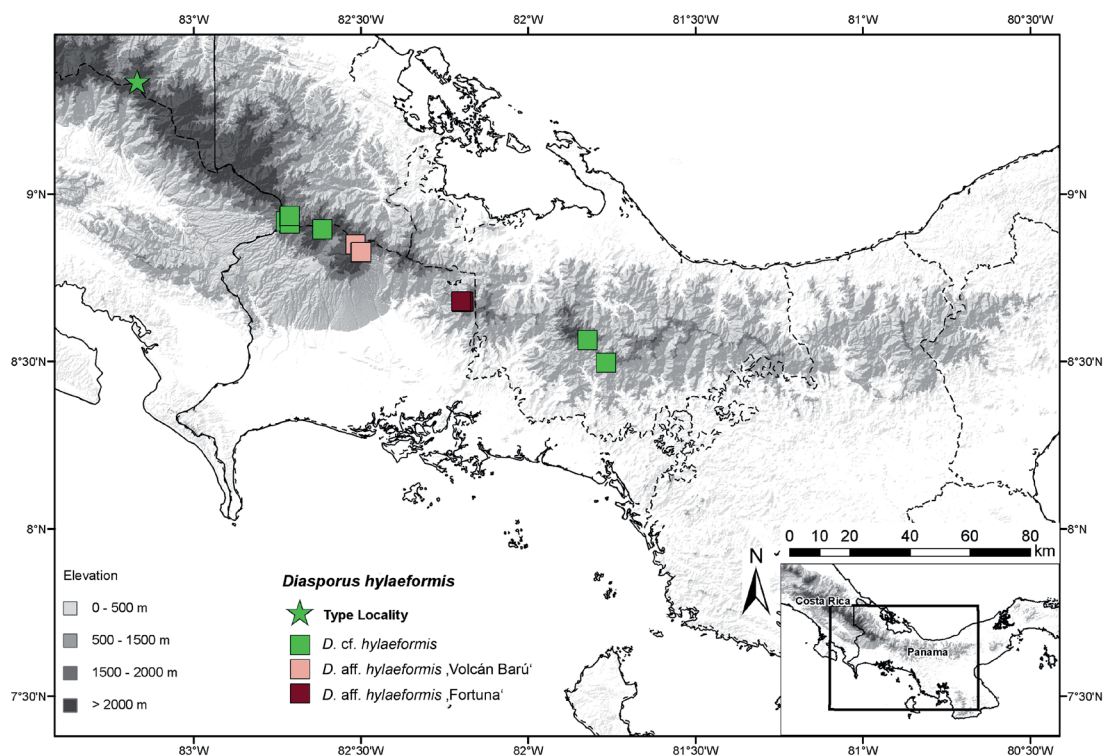 83°W 82°30'W 82°W 81°30'W 81°W 80°30'W
9°N 9°N
8°30'N 8°30'N
8°N 8°N
7°30'N 7°30'N
Elevation
0 - 500 m
500 - 1500 m
1500 - 2000 m
> 2000 m
Diasporus hylaeformis
Type Locality
D. cf. hylaeformis
D. aff. hylaeformis ‚Volcán Barú‘
D. aff. hylaeformis ‚Fortuna‘
N
0 10 20 40 60 80
km
Costa Rica
Panama
83°W 82°30'W 82°W 81°30'W 81°W 80°30'W